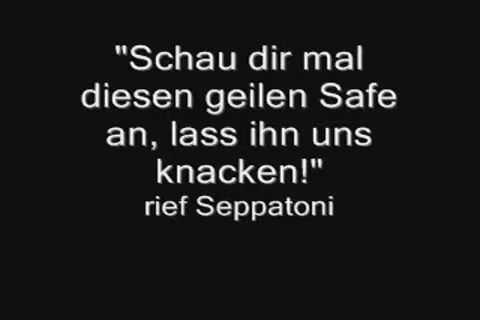 "Schau dir mal
diesen geilen Safe
an, lass ihn uns
knacken!"
rief Seppatoni